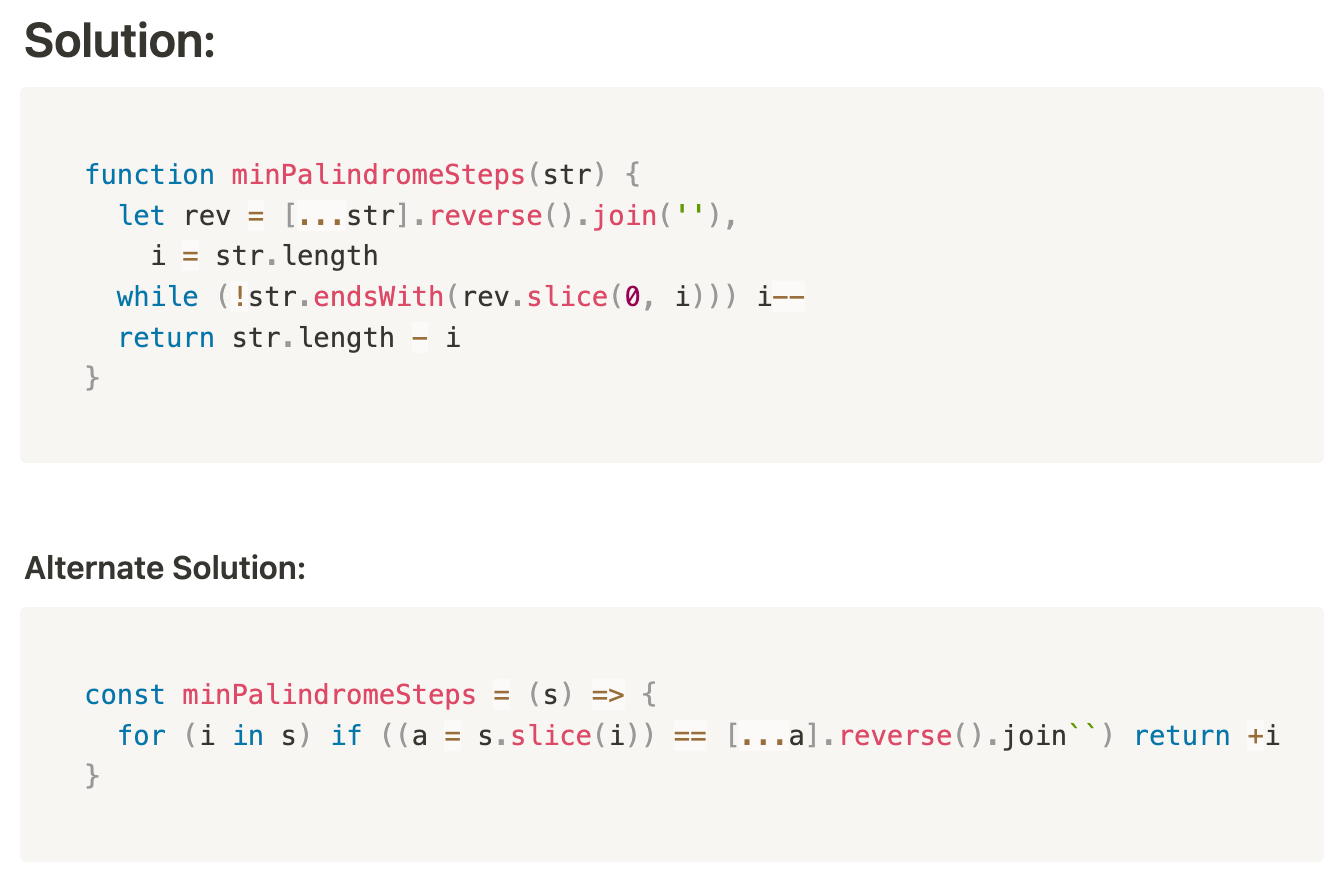 Solution:
function minPalindromeSteps(str) {
  let rev = [...str].reverse().join(''),
    i = str.length
  while (!str.endsWith(rev.slice(0, i))) i--
  return str.length - i
}
Alternate Solution:
const minPalindromeSteps = (s) => {
  for (i in s) if ((a = s.slice(i)) == [...a].reverse().join``) return +i
}